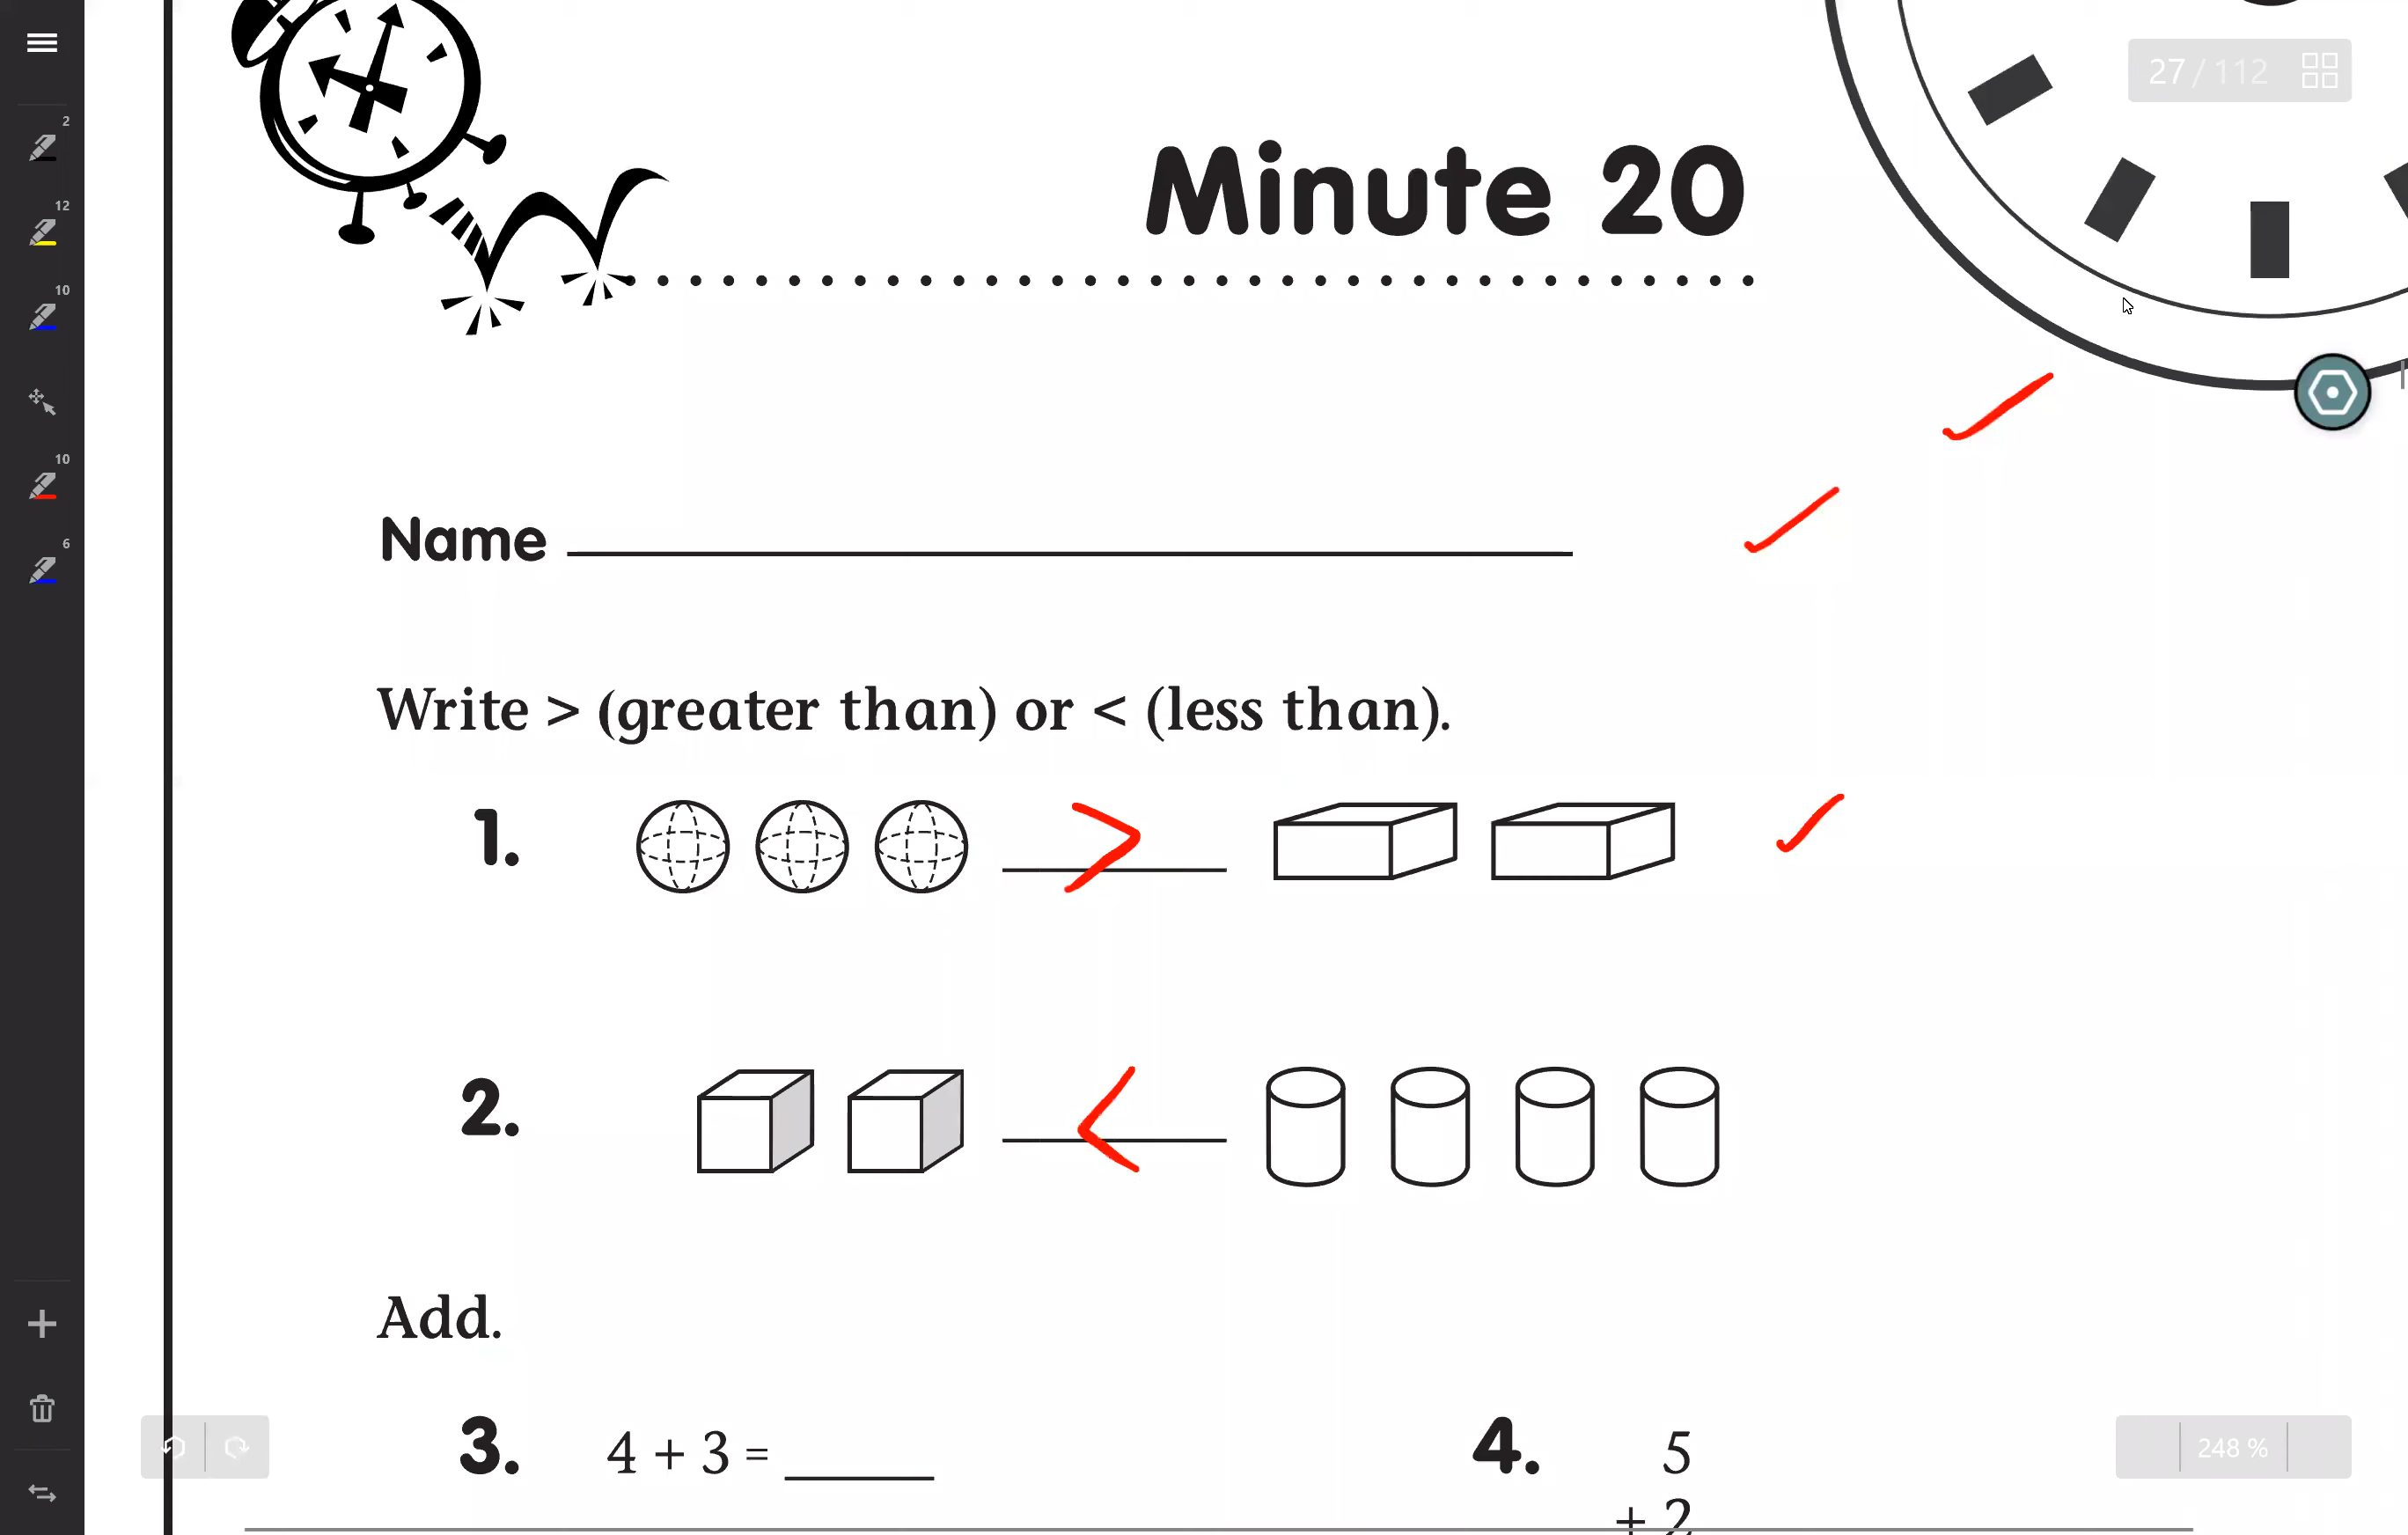 27 / 112
2
12
10
10
6
Minute 20
Name
Write > (greater than) or < (less than).
1. >
2. <
Add.
3. 4 + 3 =
4. 5
+ 2
248 %